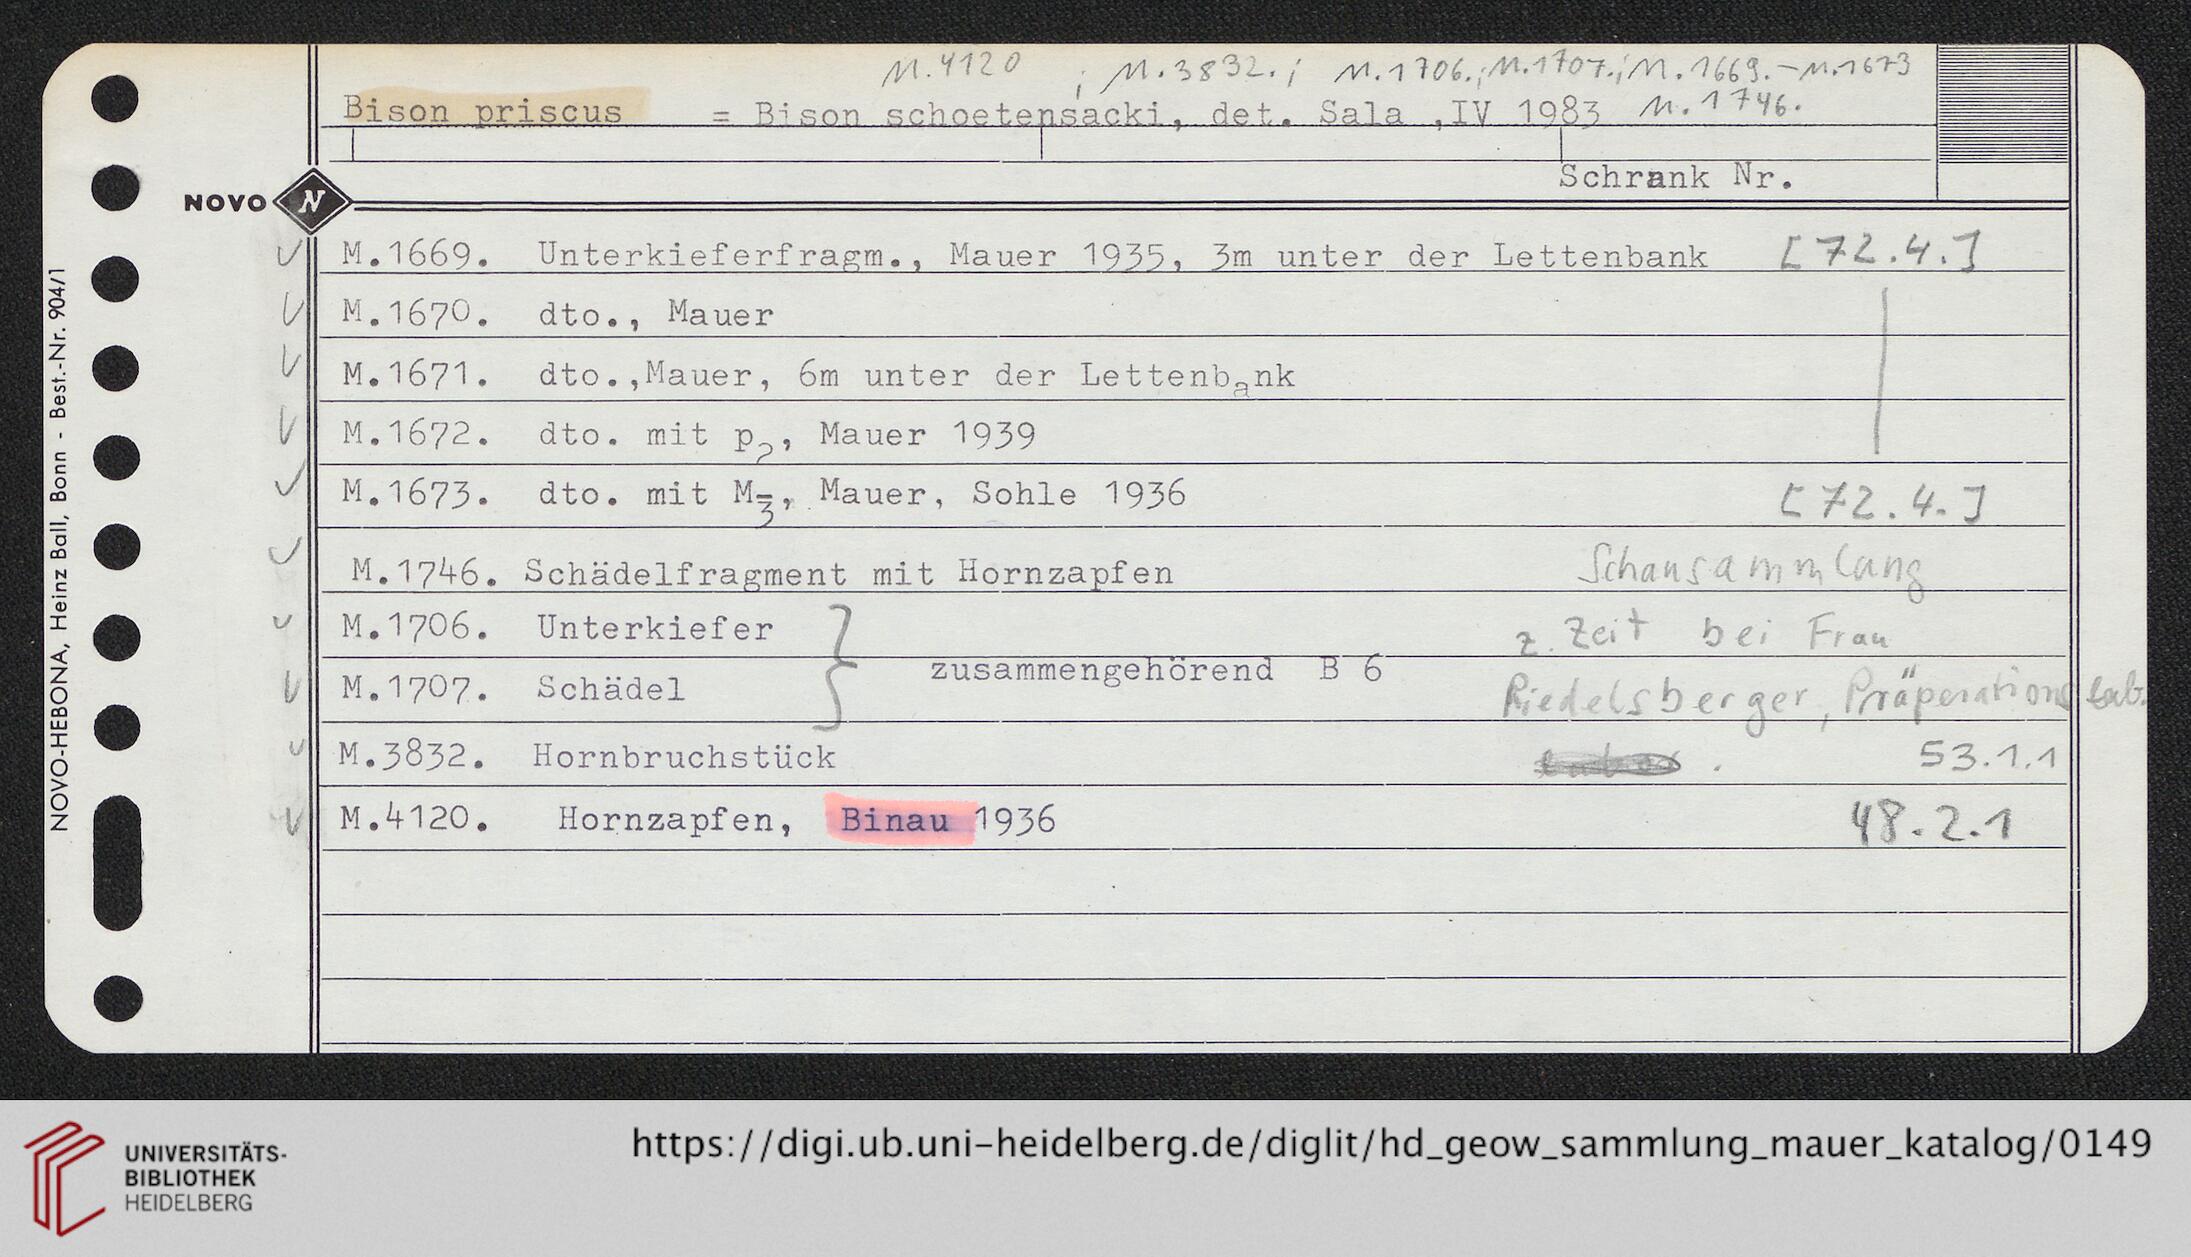 M.4120 ; M.3832. ; M.1706.; M.1707.; M.1669. – M.1673
Bison priscus = Bison schoetensacki, det. Sala ,IV 1983 M.1746.
Schrank Nr.
NOVO N
M.1669. Unterkieferfragm., Mauer 1935, 3m unter der Lettenbank [72.4.]
M.1670. dto., Mauer
M.1671. dto.,Mauer, 6m unter der Lettenbank
M.1672. dto. mit p2, Mauer 1939
M.1673. dto. mit M3, Mauer, Sohle 1936 [72.4.]
M.1746. Schädelfragment mit Hornzapfen Schausammlung
M.1706. Unterkiefer z. Zeit bei Frau
zusammengehörend B 6
M.1707. Schädel Riedelsberger, Präperationslab.
M.3832. Hornbruchstück 53.1.1
M.4120. Hornzapfen, Binau 1936 48.2.1
NOVO-HEBONA, Heinz Ball, Bonn - Best.-Nr. 904/1
UNIVERSITÄTS-
BIBLIOTHEK
HEIDELBERG
https://digi.ub.uni-heidelberg.de/diglit/hd_geow_sammlung_mauer_katalog/0149